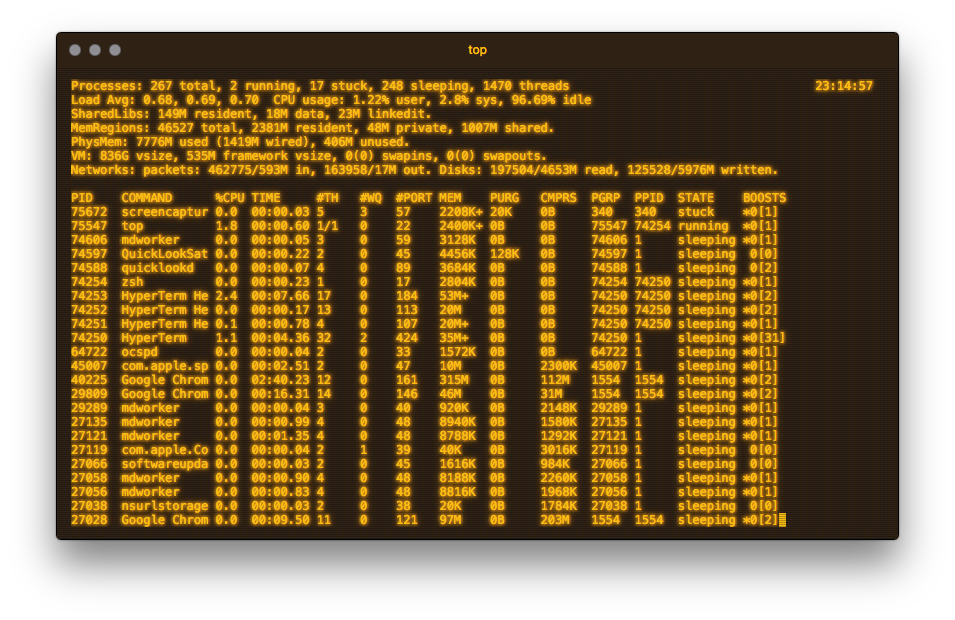 top
Processes: 267 total, 2 running, 17 stuck, 248 sleeping, 1470 threads 23:14:57
Load Avg: 0.68, 0.69, 0.70  CPU usage: 1.22% user, 2.8% sys, 96.69% idle
SharedLibs: 149M resident, 18M data, 23M linkedit.
MemRegions: 46527 total, 2381M resident, 48M private, 1007M shared.
PhysMem: 7776M used (1419M wired), 406M unused.
VM: 836G vsize, 535M framework vsize, 0(0) swapins, 0(0) swapouts.
Networks: packets: 462775/593M in, 163958/17M out. Disks: 197504/4653M read, 125528/5976M written.
PID COMMAND %CPU TIME #TH #WQ #PORT MEM PURG CMPRS PGRP PPID STATE BOOSTS
75672 screencaptur 0.0 00:00.03 5 3 57 2208K+ 20K 0B 340 340 stuck *0[1]
75547 top 1.8 00:00.60 1/1 0 22 2400K+ 0B 0B 75547 74254 running *0[1]
74606 mdworker 0.0 00:00.05 3 0 59 3128K 0B 0B 74606 1 sleeping *0[1]
74597 QuickLookSat 0.0 00:00.22 2 0 45 4456K 128K 0B 74597 1 sleeping 0[0]
74588 quicklookd 0.0 00:00.07 4 0 89 3684K 0B 0B 74588 1 sleeping 0[2]
74254 zsh 0.0 00:00.23 1 0 17 2804K 0B 0B 74254 74250 sleeping *0[1]
74253 HyperTerm He 2.4 00:07.66 17 0 184 53M+ 0B 0B 74250 74250 sleeping *0[2]
74252 HyperTerm He 0.0 00:00.17 13 0 113 20M 0B 0B 74250 74250 sleeping *0[2]
74251 HyperTerm He 0.1 00:00.78 4 0 107 20M+ 0B 0B 74250 74250 sleeping *0[1]
74250 HyperTerm 1.1 00:04.36 32 2 424 35M+ 0B 0B 74250 1 sleeping *0[31]
64722 ocspd 0.0 00:00.04 2 0 33 1572K 0B 0B 64722 1 sleeping *0[1]
45007 com.apple.sp 0.0 00:02.51 2 0 47 10M 0B 2300K 45007 1 sleeping *0[1]
40225 Google Chrom 0.0 02:40.23 12 0 161 315M 0B 112M 1554 1554 sleeping *0[2]
29809 Google Chrom 0.0 00:16.31 14 0 146 46M 0B 31M 1554 1554 sleeping *0[2]
29289 mdworker 0.0 00:00.04 3 0 40 920K 0B 2148K 29289 1 sleeping *0[1]
27135 mdworker 0.0 00:00.99 4 0 48 8940K 0B 1580K 27135 1 sleeping *0[1]
27121 mdworker 0.0 00:01.35 4 0 48 8788K 0B 1292K 27121 1 sleeping *0[1]
27119 com.apple.Co 0.0 00:00.04 2 1 39 40K 0B 3016K 27119 1 sleeping 0[0]
27066 softwareupda 0.0 00:00.03 2 0 45 1616K 0B 984K 27066 1 sleeping 0[0]
27058 mdworker 0.0 00:00.90 4 0 48 8188K 0B 2260K 27058 1 sleeping *0[1]
27056 mdworker 0.0 00:00.83 4 0 48 8816K 0B 1968K 27056 1 sleeping *0[1]
27038 nsurlstorage 0.0 00:00.03 2 0 38 20K 0B 1784K 27038 1 sleeping 0[0]
27028 Google Chrom 0.0 00:09.50 11 0 121 97M 0B 203M 1554 1554 sleeping *0[2]